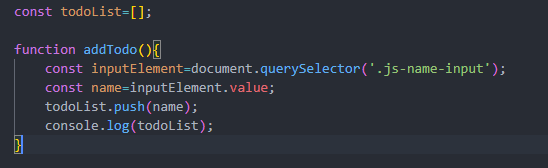 const todoList=[];
function addTodo(){
    const inputElement=document.querySelector('.js-name-input');
    const name=inputElement.value;
    todoList.push(name);
    console.log(todoList);
}